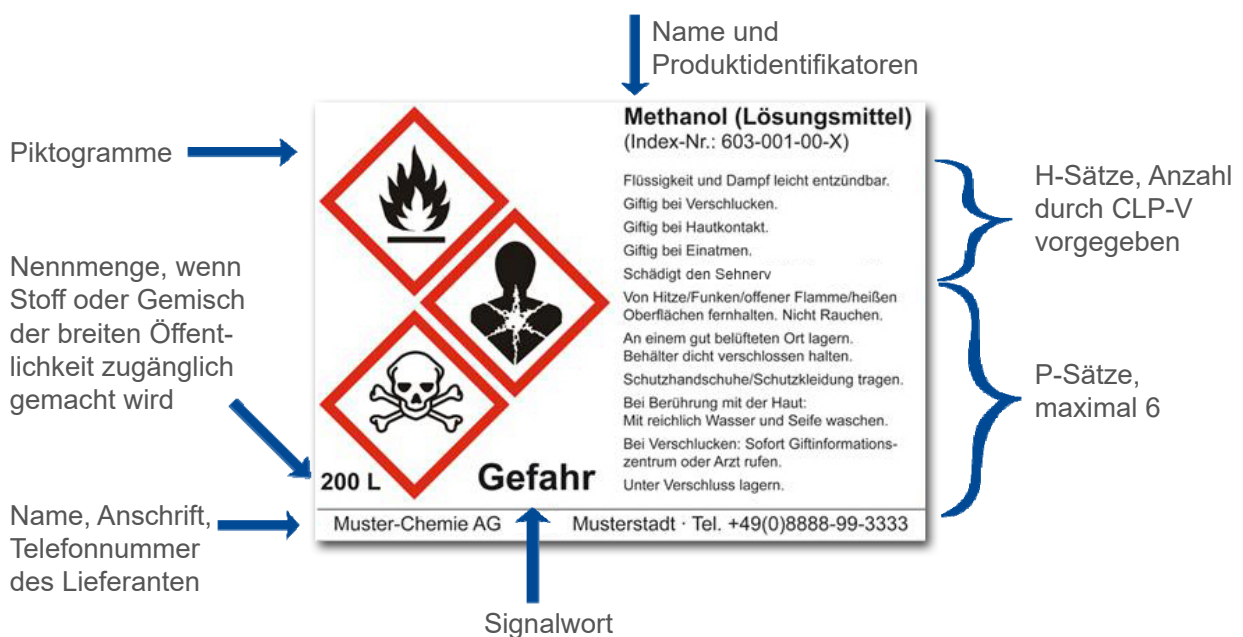 Name und
Produktidentifikatoren
Piktogramme
Nennmenge, wenn
Stoff oder Gemisch
der breiten Öffent-
lichkeit zugänglich
gemacht wird
Name, Anschrift,
Telefonnummer
des Lieferanten
Methanol (Lösungsmittel)
(Index-Nr.: 603-001-00-X)
Flüssigkeit und Dampf leicht entzündbar.
Giftig bei Verschlucken.
Giftig bei Hautkontakt.
Giftig bei Einatmen.
Schädigt den Sehnerv
Von Hitze/Funken/offener Flamme/heißen
Oberflächen fernhalten. Nicht Rauchen.
An einem gut belüfteten Ort lagern.
Behälter dicht verschlossen halten.
Schutzhandschuhe/Schutzkleidung tragen.
Bei Berührung mit der Haut:
Mit reichlich Wasser und Seife waschen.
Bei Verschlucken: Sofort Giftinformations-
zentrum oder Arzt rufen.
Unter Verschluss lagern.
200 L
Gefahr
Muster-Chemie AG Musterstadt · Tel. +49(0)8888-99-3333
H-Sätze, Anzahl
durch CLP-V
vorgegeben
P-Sätze,
maximal 6
Signalwort